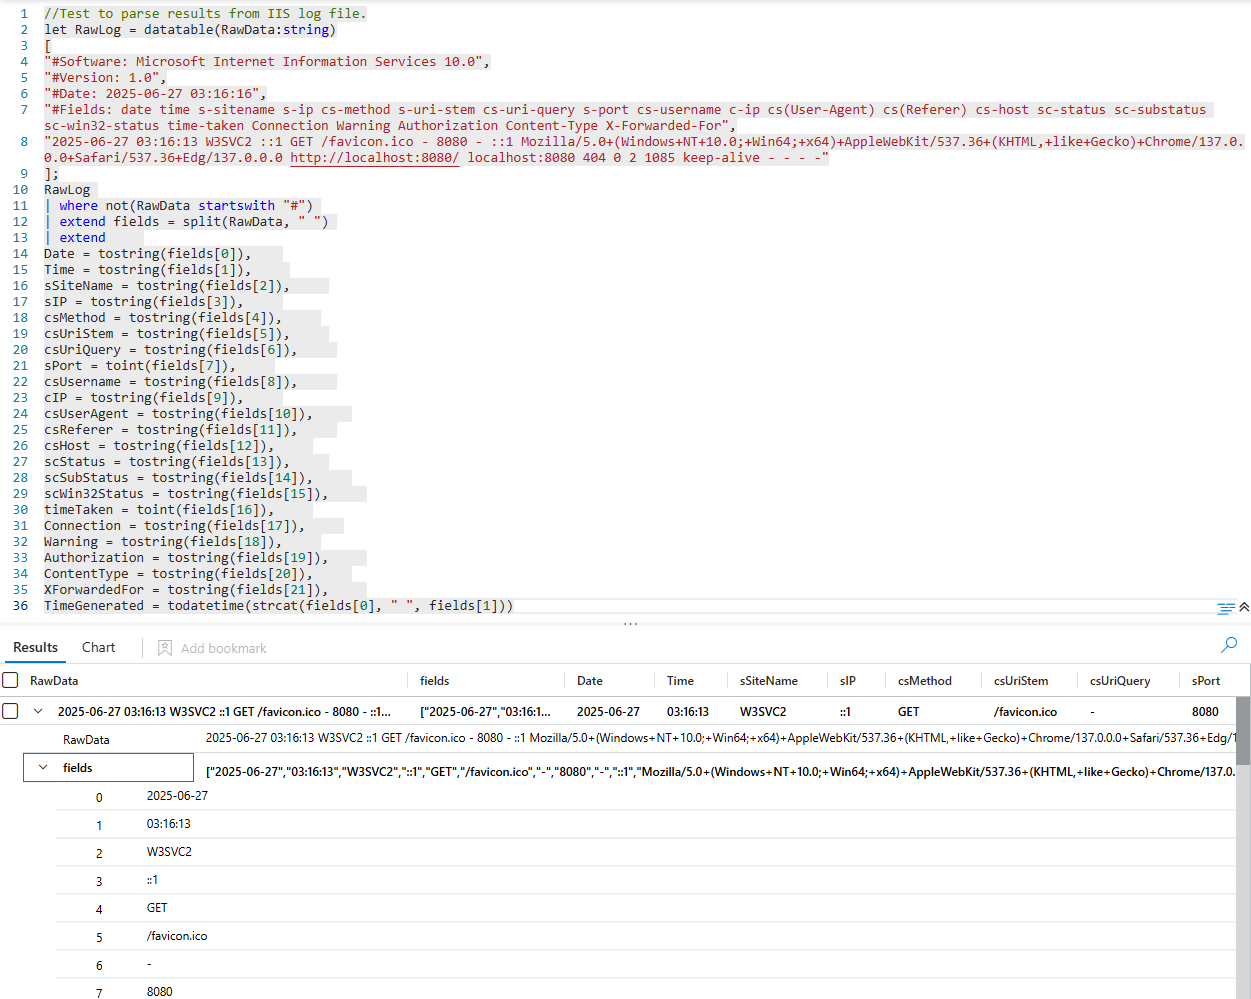 1 //Test to parse results from IIS log file.
2 let RawLog = datatable(RawData:string)
3 [
4 "#Software: Microsoft Internet Information Services 10.0",
5 "#Version: 1.0",
6 "#Date: 2025-06-27 03:16:16",
7 "#Fields: date time s-sitename s-ip cs-method s-uri-stem cs-uri-query s-port cs-username c-ip cs(User-Agent) cs(Referer) cs-host sc-status sc-substatus
sc-win32-status time-taken Connection Warning Authorization Content-Type X-Forwarded-For",
8 "2025-06-27 03:16:13 W3SVC2 ::1 GET /favicon.ico - 8080 - ::1 Mozilla/5.0+(Windows+NT+10.0;+Win64;+x64)+AppleWebKit/537.36+(KHTML,+like+Gecko)+Chrome/137.0.
0.0+Safari/537.36+Edg/137.0.0.0 http://localhost:8080/ localhost:8080 404 0 2 1085 keep-alive - - - -"
9 ];
10 RawLog
11 | where not(RawData startswith "#")
12 | extend fields = split(RawData, " ")
13 | extend
14 Date = tostring(fields[0]),
15 Time = tostring(fields[1]),
16 sSiteName = tostring(fields[2]),
17 sIP = tostring(fields[3]),
18 csMethod = tostring(fields[4]),
19 csUriStem = tostring(fields[5]),
20 csUriQuery = tostring(fields[6]),
21 sPort = toint(fields[7]),
22 csUsername = tostring(fields[8]),
23 cIP = tostring(fields[9]),
24 csUserAgent = tostring(fields[10]),
25 csReferer = tostring(fields[11]),
26 csHost = tostring(fields[12]),
27 scStatus = tostring(fields[13]),
28 scSubStatus = tostring(fields[14]),
29 scWin32Status = tostring(fields[15]),
30 timeTaken = toint(fields[16]),
31 Connection = tostring(fields[17]),
32 Warning = tostring(fields[18]),
33 Authorization = tostring(fields[19]),
34 ContentType = tostring(fields[20]),
35 XForwardedFor = tostring(fields[21]),
36 TimeGenerated = todatetime(strcat(fields[0], " ", fields[1]))
Results Chart Add bookmark
RawData fields Date Time sSiteName sIP csMethod csUriStem csUriQuery sPort
2025-06-27 03:16:13 W3SVC2 ::1 GET /favicon.ico - 8080 - ::1... ["2025-06-27","03:16:1... 2025-06-27 03:16:13 W3SVC2 ::1 GET /favicon.ico - 8080
RawData 2025-06-27 03:16:13 W3SVC2 ::1 GET /favicon.ico - 8080 - ::1 Mozilla/5.0+(Windows+NT+10.0;+Win64;+x64)+AppleWebKit/537.36+(KHTML,+like+Gecko)+Chrome/137.0.0.0+Safari/537.36+Edg/1
fields ["2025-06-27","03:16:13","W3SVC2","::1","GET","/favicon.ico","-","8080","-","::1","Mozilla/5.0+(Windows+NT+10.0;+Win64;+x64)+AppleWebKit/537.36+(KHTML,+like+Gecko)+Chrome/137.0.
0 2025-06-27
1 03:16:13
2 W3SVC2
3 ::1
4 GET
5 /favicon.ico
6 -
7 8080